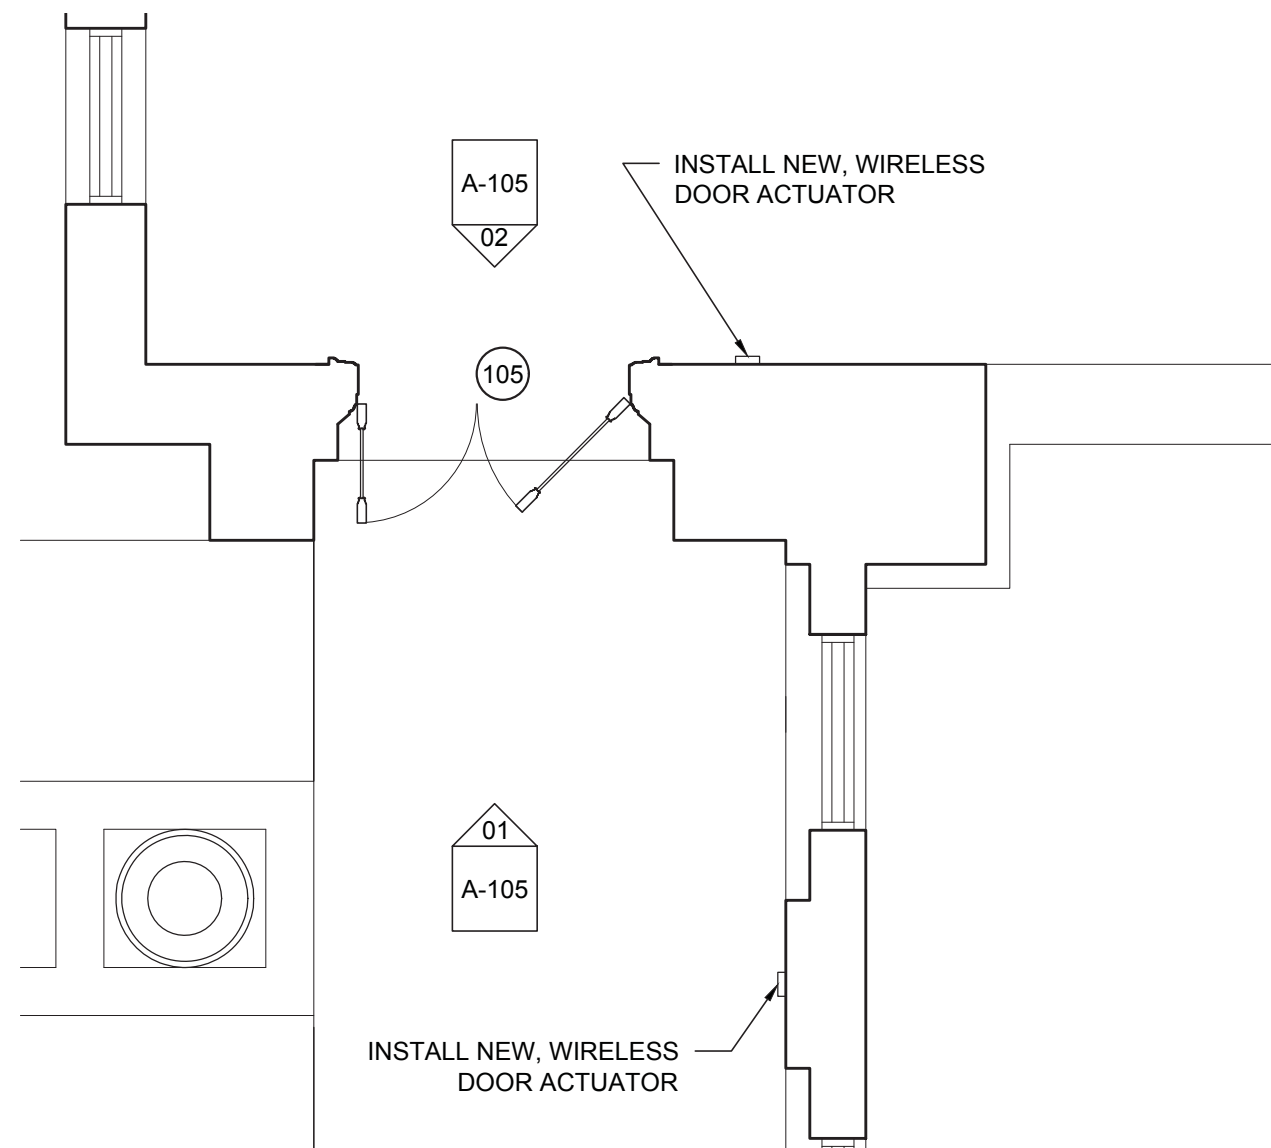 INSTALL NEW, WIRELESS
DOOR ACTUATOR
A-105
02
105
01
A-105
INSTALL NEW, WIRELESS
DOOR ACTUATOR